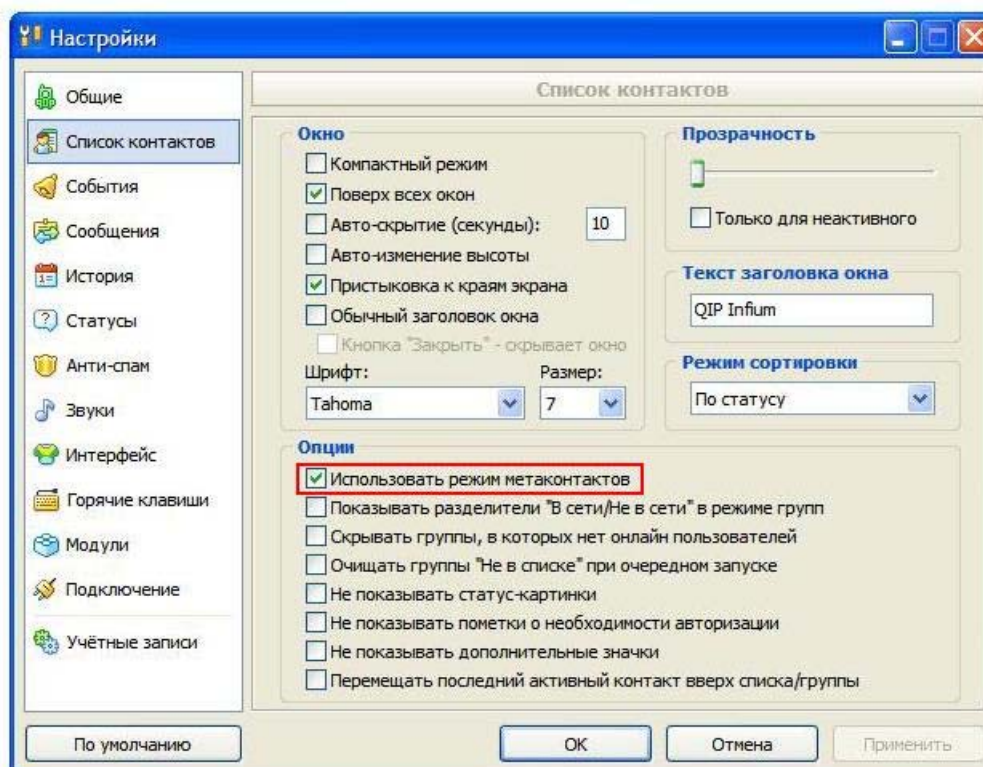 Настройки
Общие
Список контактов
События
Сообщения
История
Статусы
Анти-спам
Звуки
Интерфейс
Горячие клавиши
Модули
Подключение
Учётные записи
По умолчанию
Список контактов
Окно
Компактный режим
Поверх всех окон
Авто-скрытие (секунды): 10
Авто-изменение высоты
Пристыковка к краям экрана
Обычный заголовок окна
Кнопка "Закрыть" - скрывает окно
Шрифт: Размер:
Tahoma 7
Прозрачность
Только для неактивного
Текст заголовка окна
QIP Infium
Режим сортировки
По статусу
Опции
Использовать режим метаконтактов
Показывать разделители "В сети/Не в сети" в режиме групп
Скрывать группы, в которых нет онлайн пользователей
Очищать группы "Не в списке" при очередном запуске
Не показывать статус-картинки
Не показывать пометки о необходимости авторизации
Не показывать дополнительные значки
Перемещать последний активный контакт вверх списка/группы
OK Отмена Применить